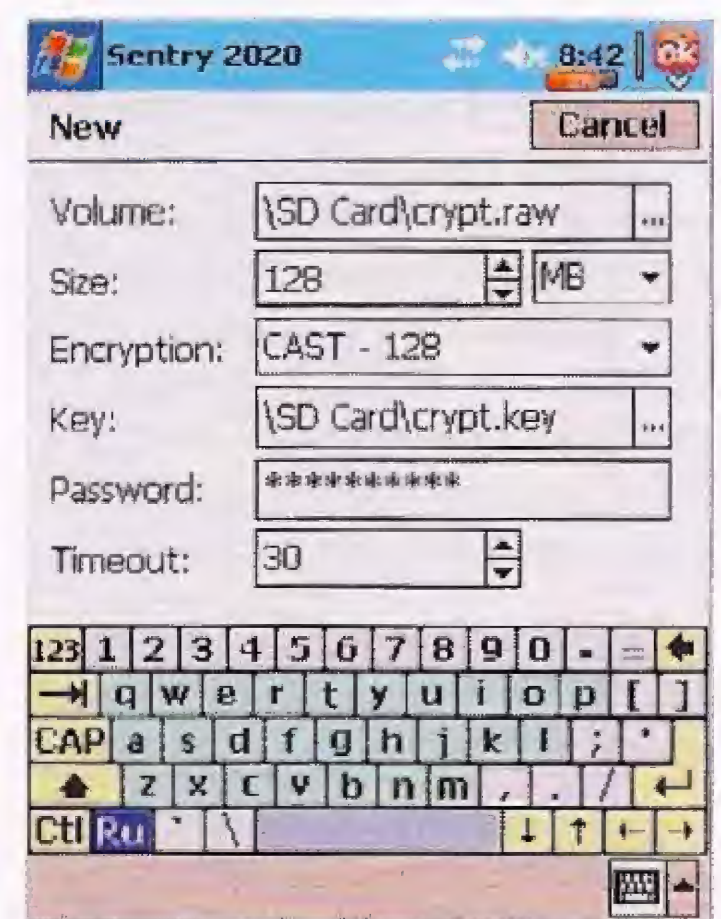 Sentry 2020 8:42 ok
New Cancel
Volume: \SD Card\crypt.raw ...
Size: 128 MB
Encryption: CAST - 128
Key: \SD Card\crypt.key ...
Password: **********
Timeout: 30
123 1 2 3 4 5 6 7 8 9 0 - =
q w e r t y u i o p [ ]
CAP a s d f g h j k l ; '
z x c v b n m , . /
Ctl Ru ` \